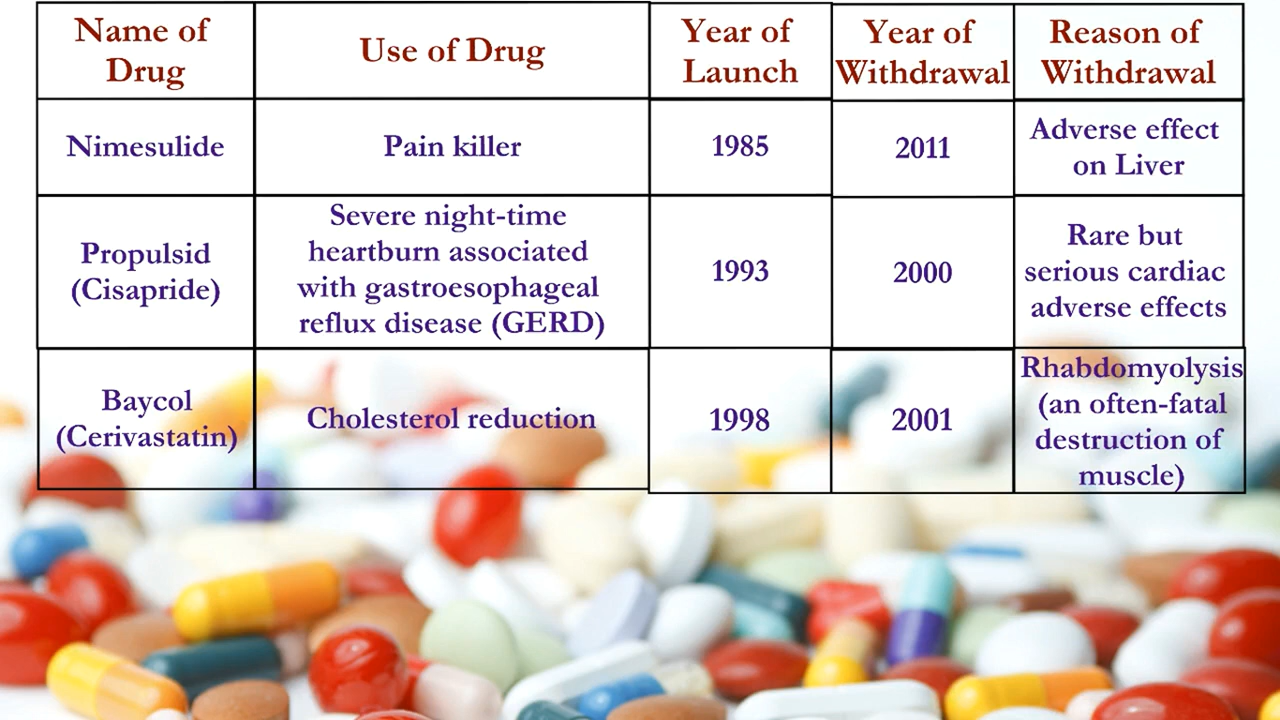 Name of
Drug
Use of Drug
Year of
Launch
Year of
Withdrawal
Reason of
Withdrawal
Nimesulide
Pain killer
1985
2011
Adverse effect
on Liver
Propulsid
(Cisapride)
Severe night-time
heartburn associated
with gastroesophageal
reflux disease (GERD)
1993
2000
Rare but
serious cardiac
adverse effects
Baycol
(Cerivastatin)
Cholesterol reduction
1998
2001
Rhabdomyolysis
(an often-fatal
destruction of
muscle)